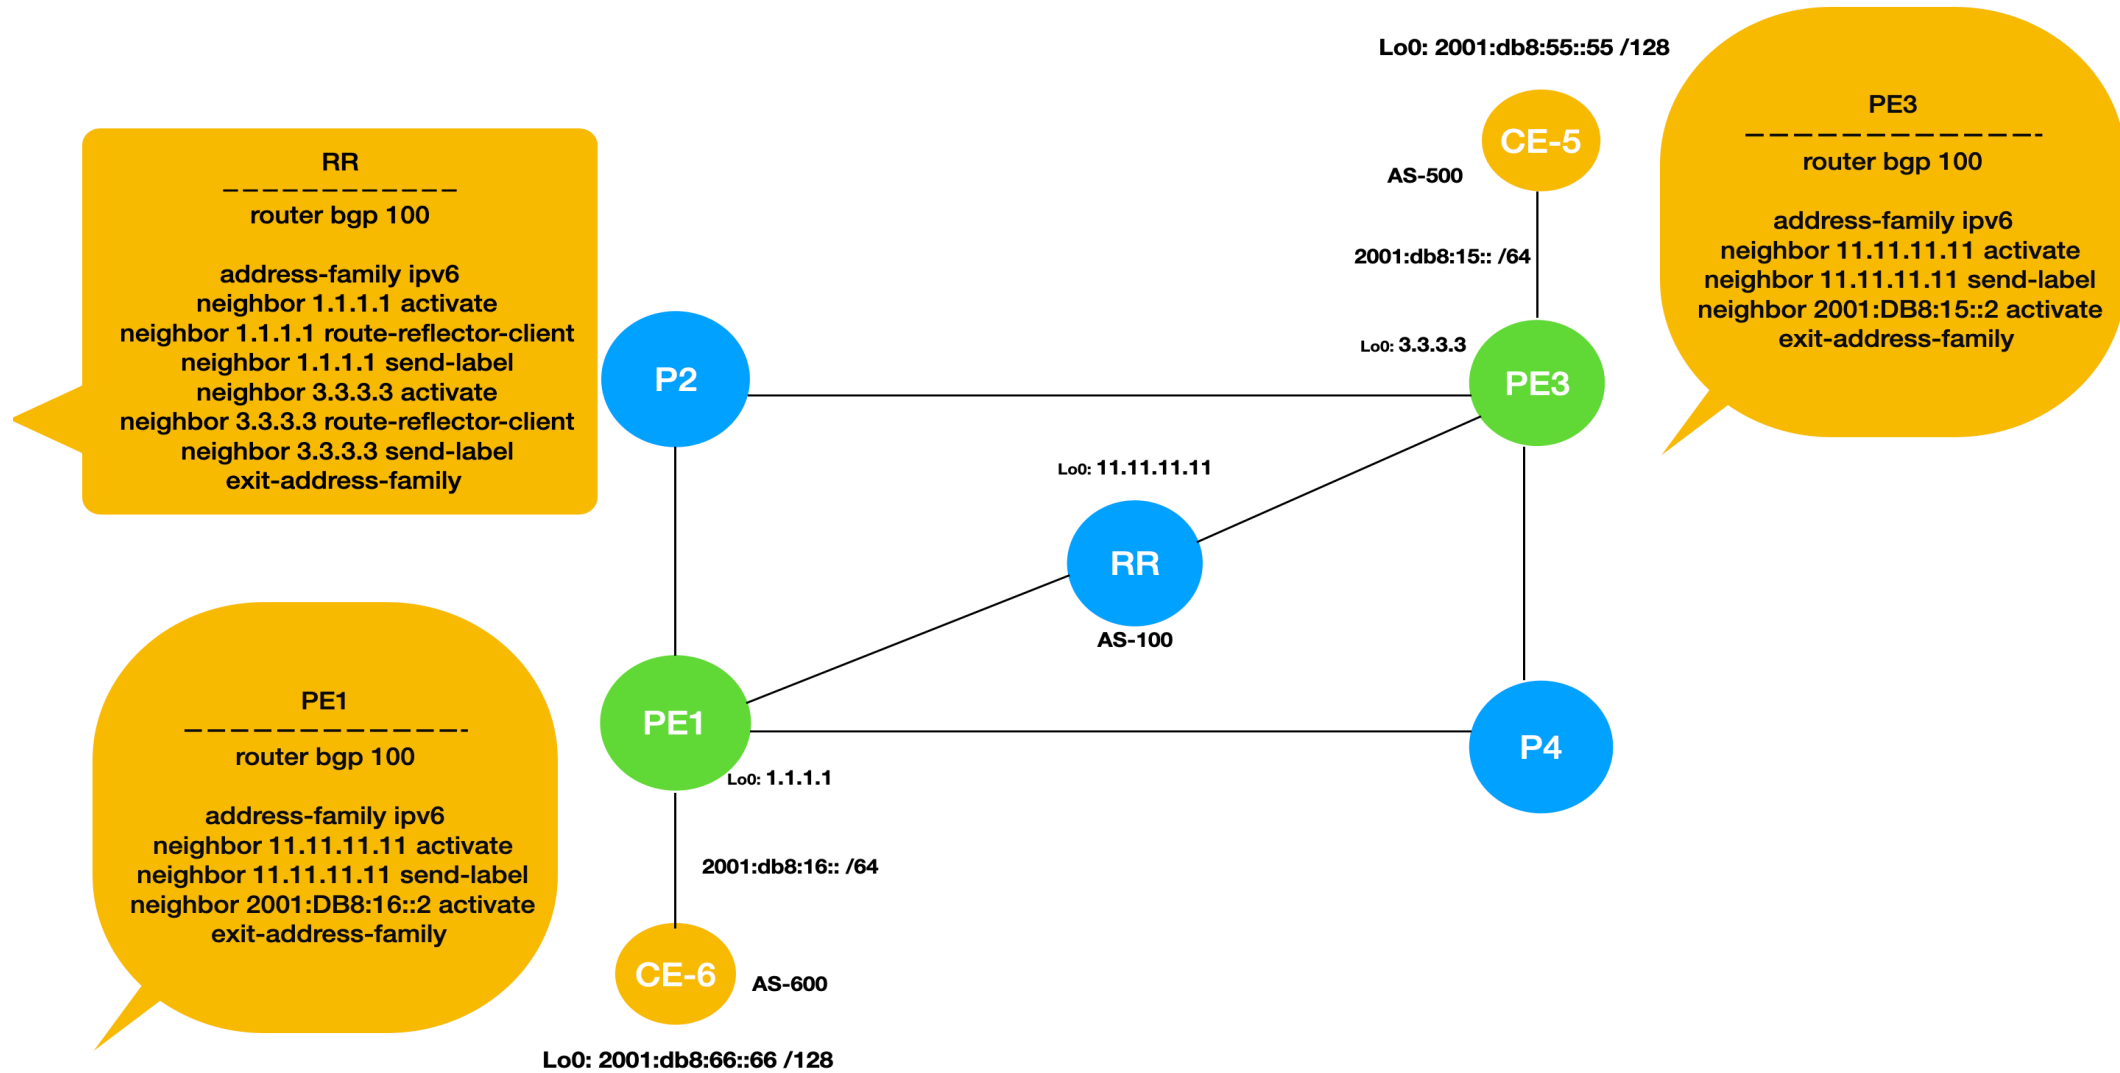 Lo0: 2001:db8:55::55 /128
CE-5
AS-500
2001:db8:15:: /64
PE3
– – – – – – – – – – – – –-
router bgp 100
address-family ipv6
neighbor 11.11.11.11 activate
neighbor 11.11.11.11 send-label
neighbor 2001:DB8:15::2 activate
exit-address-family
RR
– – – – – – – – – – – –
router bgp 100
address-family ipv6
neighbor 1.1.1.1 activate
neighbor 1.1.1.1 route-reflector-client
neighbor 1.1.1.1 send-label
neighbor 3.3.3.3 activate
neighbor 3.3.3.3 route-reflector-client
neighbor 3.3.3.3 send-label
exit-address-family
P2
Lo0: 3.3.3.3
PE3
Lo0: 11.11.11.11
RR
AS-100
PE1
– – – – – – – – – – – – –-
router bgp 100
address-family ipv6
neighbor 11.11.11.11 activate
neighbor 11.11.11.11 send-label
neighbor 2001:DB8:16::2 activate
exit-address-family
PE1
P4
Lo0: 1.1.1.1
2001:db8:16:: /64
CE-6
AS-600
Lo0: 2001:db8:66::66 /128